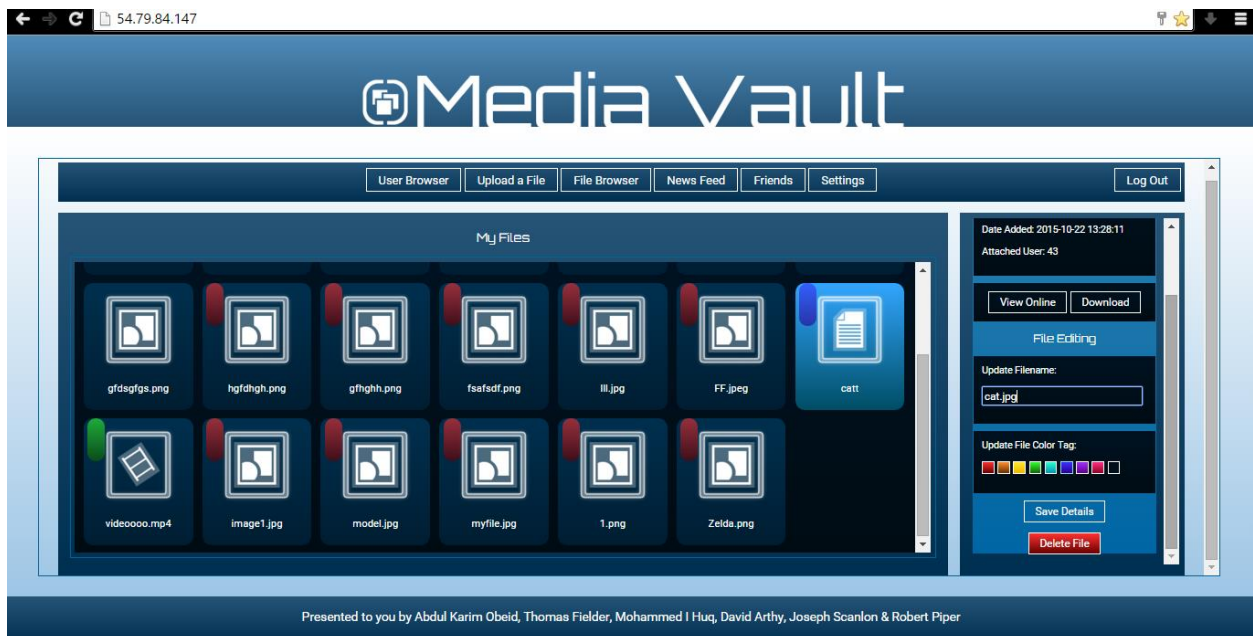 54.79.84.147
Media Vault
User Browser Upload a File File Browser News Feed Friends Settings Log Out
My Files
gfdsgfgs.png hgfdhgh.png gfhghh.png fsafsdf.png lll.jpg FF.jpeg catt
videoooo.mp4 image1.jpg model.jpg myfile.jpg 1.png Zelda.png
Date Added: 2015-10-22 13:28:11
Attached User: 43
View Online Download
File Editing
Update Filename:
cat.jpg
Update File Color Tag:
Save Details
Delete File
Presented to you by Abdul Karim Obeid, Thomas Fielder, Mohammed I Huq, David Arthy, Joseph Scanlon & Robert Piper